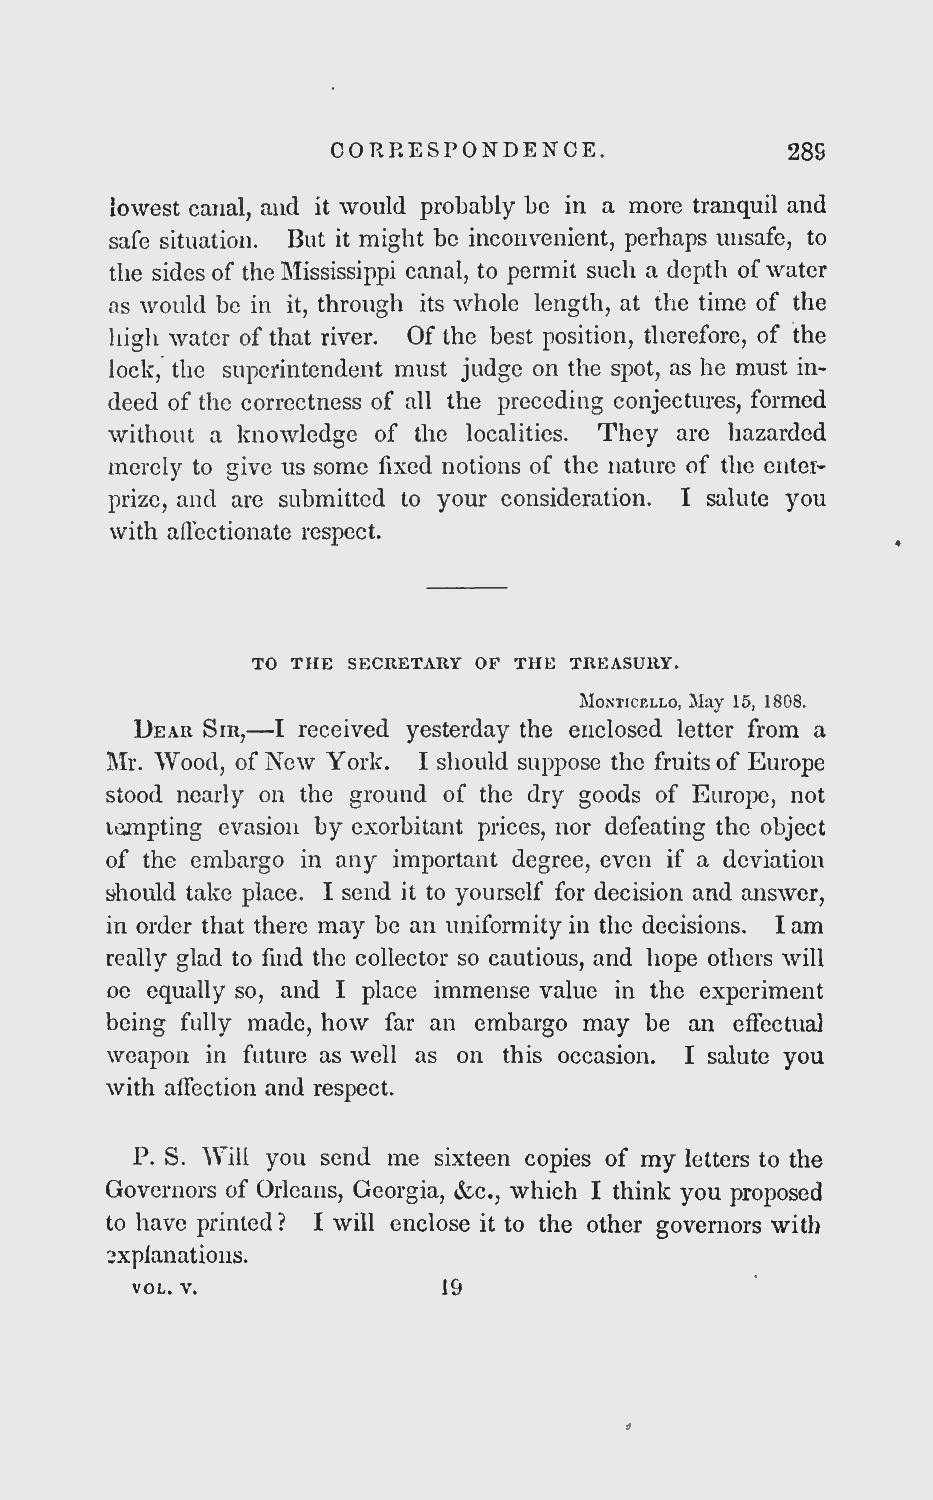 CORRESPONDENCE. 289
lowest canal, and it would probably be in a more tranquil and
safe situation. But it might be inconvenient, perhaps unsafe, to
the sides of the Mississippi canal, to permit such a depth of water
as would be in it, through its whole length, at the time of the
high water of that river. Of the best position, therefore, of the
lock, the superintendent must judge on the spot, as he must in-
deed of the correctness of all the preceding conjectures, formed
without a knowledge of the localities. They are hazarded
merely to give us some fixed notions of the nature of the enter-
prize, and are submitted to your consideration. I salute you
with affectionate respect.
TO THE SECRETARY OF THE TREASURY.
MONTICELLO, May 15, 1808.
DEAR SIR,—I received yesterday the enclosed letter from a
Mr. Wood, of New York. I should suppose the fruits of Europe
stood nearly on the ground of the dry goods of Europe, not
tempting evasion by exorbitant prices, nor defeating the object
of the embargo in any important degree, even if a deviation
should take place. I send it to yourself for decision and answer,
in order that there may be an uniformity in the decisions. I am
really glad to find the collector so cautious, and hope others will
be equally so, and I place immense value in the experiment
being fully made, how far an embargo may be an effectual
weapon in future as well as on this occasion. I salute you
with affection and respect.
P. S. Will you send me sixteen copies of my letters to the
Governors of Orleans, Georgia, &c., which I think you proposed
to have printed? I will enclose it to the other governors with
explanations.
VOL. V. 19